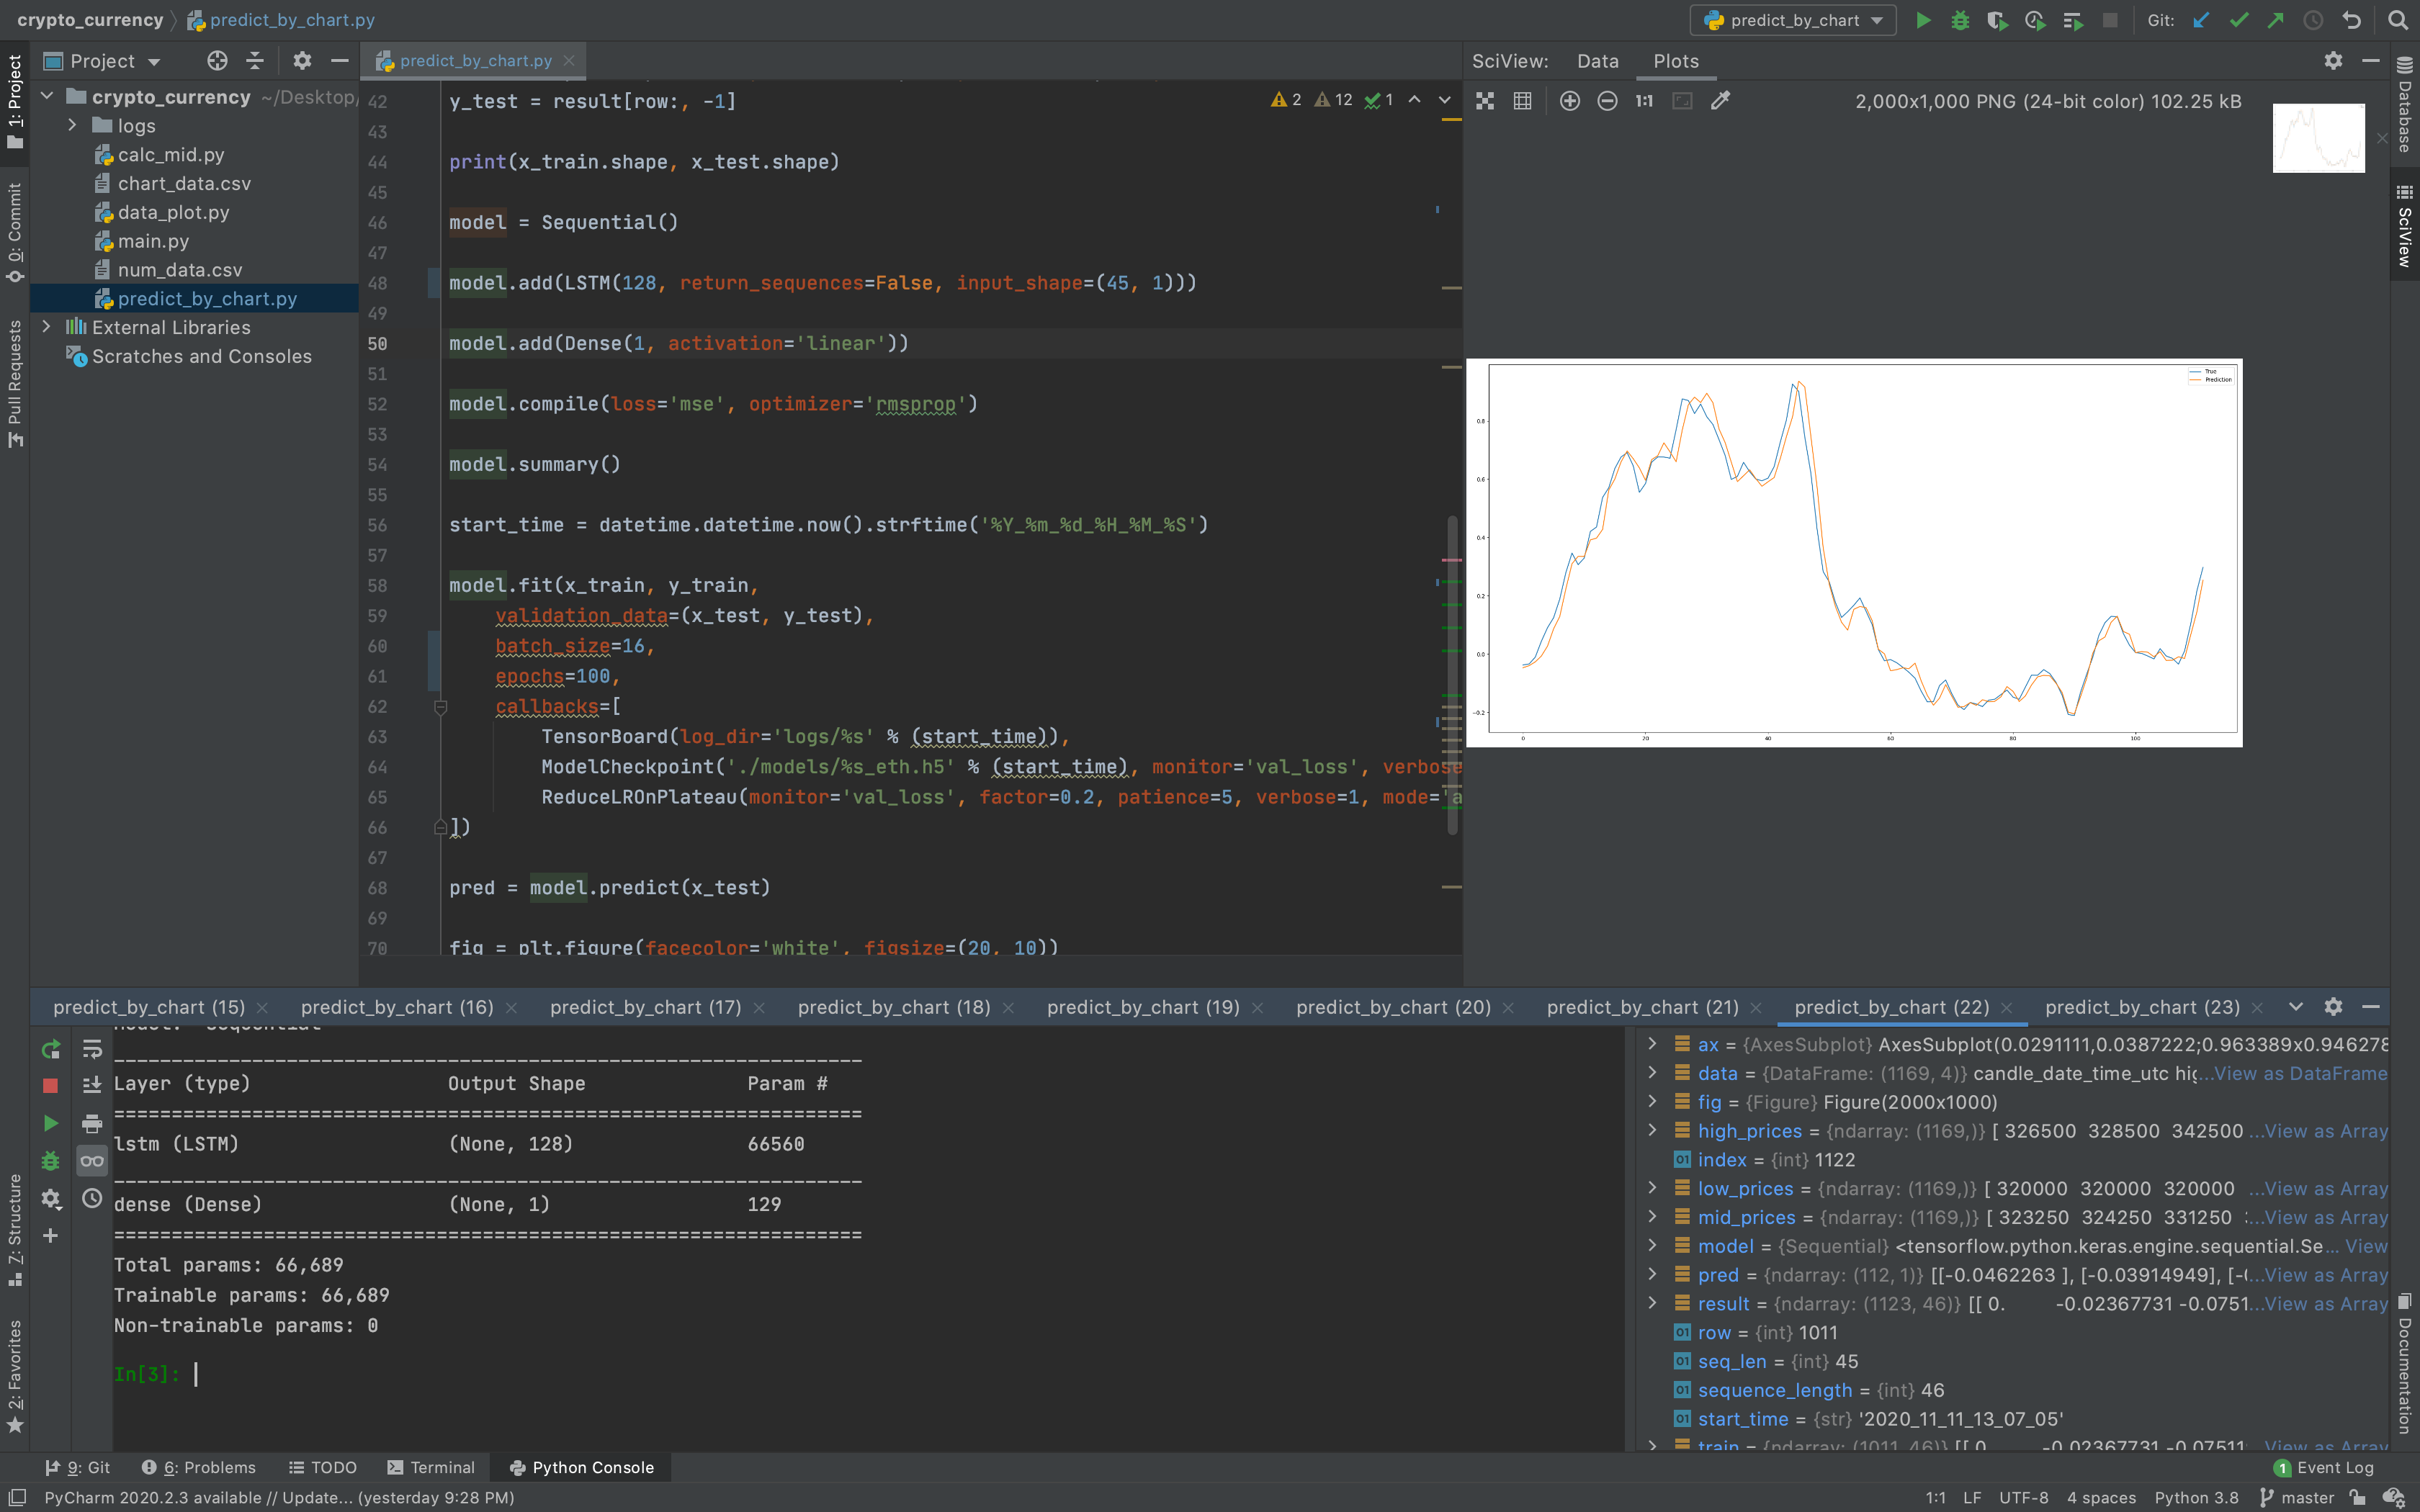 crypto_currency predict_by_chart.py
predict_by_chart
Git:
Project
predict_by_chart.py
SciView: Data Plots
1: Project
0: Commit
Pull Requests
Z: Structure
2: Favorites
crypto_currency ~/Desktop/
logs
calc_mid.py
chart_data.csv
data_plot.py
main.py
num_data.csv
predict_by_chart.py
External Libraries
Scratches and Consoles
2 12 1
42 y_test = result[row:, -1]
43
44 print(x_train.shape, x_test.shape)
45
46 model = Sequential()
47
48 model.add(LSTM(128, return_sequences=False, input_shape=(45, 1)))
49
50 model.add(Dense(1, activation='linear'))
51
52 model.compile(loss='mse', optimizer='rmsprop')
53
54 model.summary()
55
56 start_time = datetime.datetime.now().strftime('%Y_%m_%d_%H_%M_%S')
57
58 model.fit(x_train, y_train,
59 validation_data=(x_test, y_test),
60 batch_size=16,
61 epochs=100,
62 callbacks=[
63 TensorBoard(log_dir='logs/%s' % (start_time)),
64 ModelCheckpoint('./models/%s_eth.h5' % (start_time), monitor='val_loss', verbose
65 ReduceLROnPlateau(monitor='val_loss', factor=0.2, patience=5, verbose=1, mode='a
66 ])
67
68 pred = model.predict(x_test)
69
70 fig = plt.figure(facecolor='white', figsize=(20, 10))
1:1 2,000x1,000 PNG (24-bit color) 102.25 kB
True
Prediction
0.8
0.6
0.4
0.2
0.0
−0.2
0 20 40 60 80 100
Database
SciView
Documentation
predict_by_chart (15) predict_by_chart (16) predict_by_chart (17) predict_by_chart (18) predict_by_chart (19) predict_by_chart (20) predict_by_chart (21) predict_by_chart (22) predict_by_chart (23)
Model: "sequential"
_________________________________________________________________
Layer (type) Output Shape Param #
=================================================================
lstm (LSTM) (None, 128) 66560
_________________________________________________________________
dense (Dense) (None, 1) 129
=================================================================
Total params: 66,689
Trainable params: 66,689
Non-trainable params: 0
In[3]:
ax = {AxesSubplot} AxesSubplot(0.0291111,0.0387222;0.963389x0.946278
data = {DataFrame: (1169, 4)} candle_date_time_utc hig...View as DataFrame
fig = {Figure} Figure(2000x1000)
high_prices = {ndarray: (1169,)} [ 326500 328500 342500 ...View as Array
01 index = {int} 1122
low_prices = {ndarray: (1169,)} [ 320000 320000 320000 ...View as Array
mid_prices = {ndarray: (1169,)} [ 323250 324250 331250 ...View as Array
model = {Sequential} <tensorflow.python.keras.engine.sequential.Se... View
pred = {ndarray: (112, 1)} [[-0.0462263 ], [-0.03914949], [-(...View as Array
result = {ndarray: (1123, 46)} [[ 0. -0.02367731 -0.0751...View as Array
01 row = {int} 1011
01 seq_len = {int} 45
01 sequence_length = {int} 46
01 start_time = {str} '2020_11_11_13_07_05'
train = {ndarray: (1011, 46)} [[ 0. -0.02367731 -0.07511...View as Array
9: Git 6: Problems TODO Terminal Python Console
1 Event Log
PyCharm 2020.2.3 available // Update... (yesterday 9:28 PM)
1:1 LF UTF-8 4 spaces Python 3.8 master